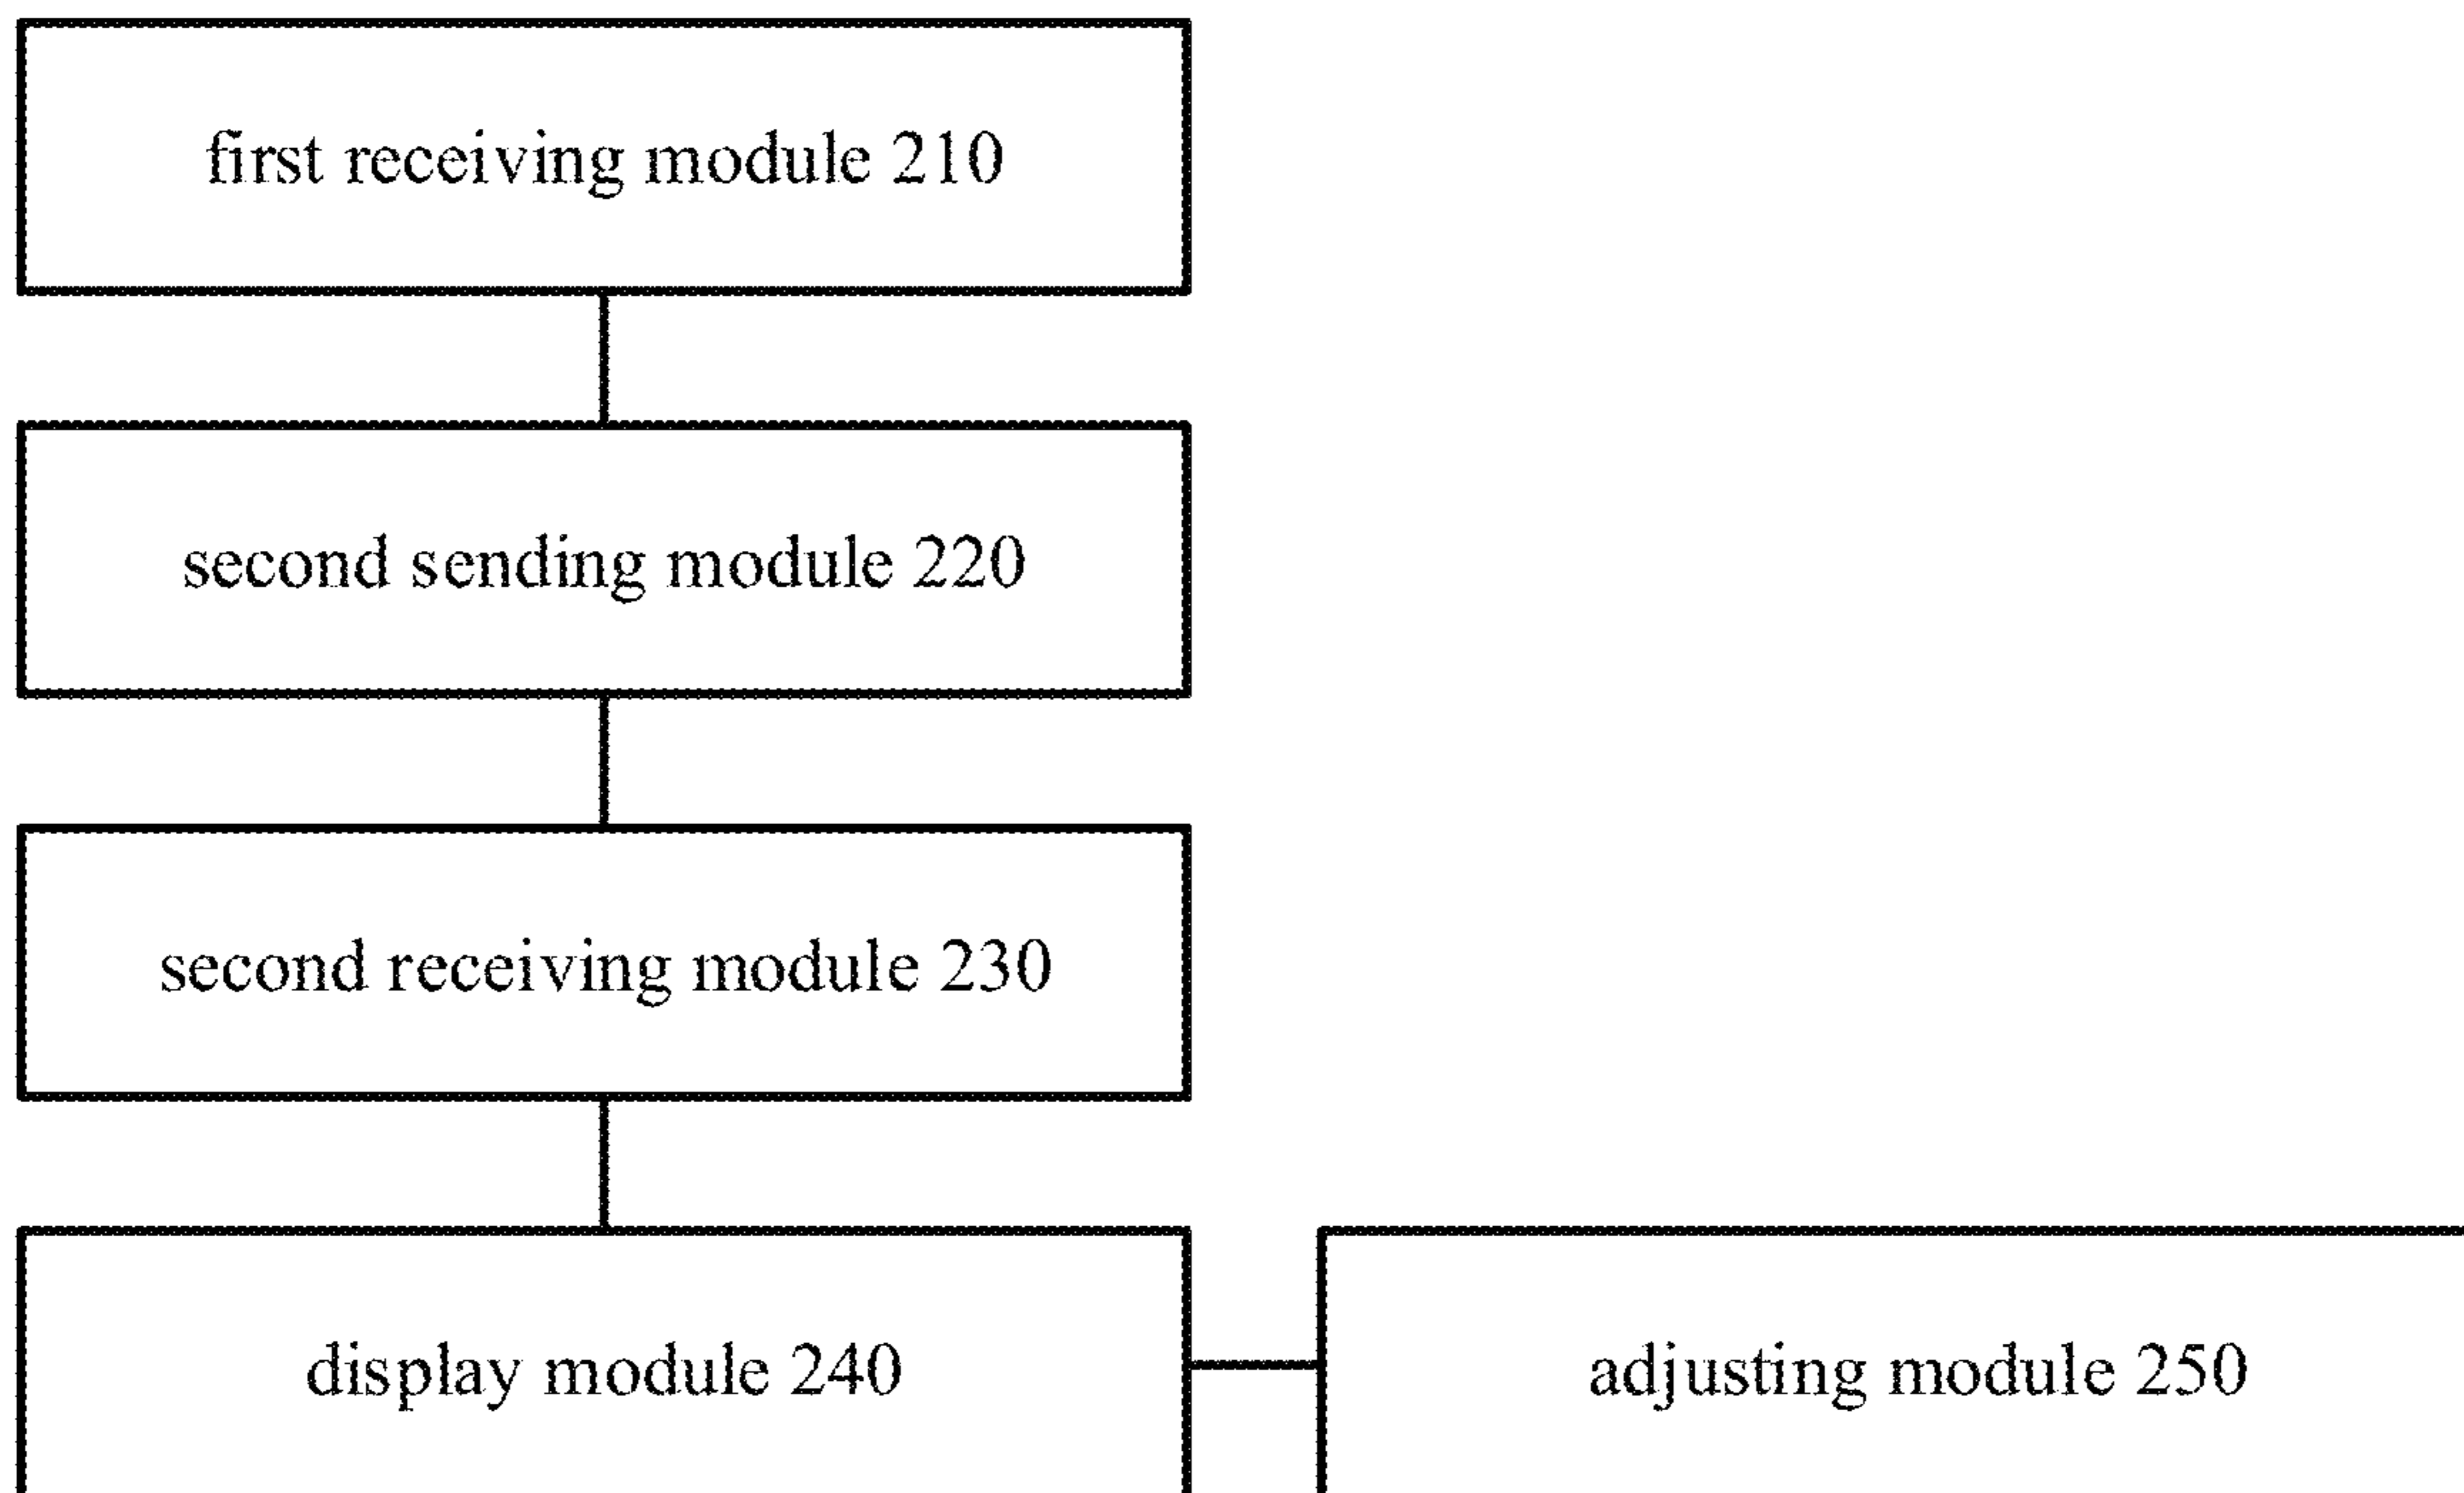 first receiving module 210
second sending module 220
second receiving module 230
display module 240
adjusting module 250